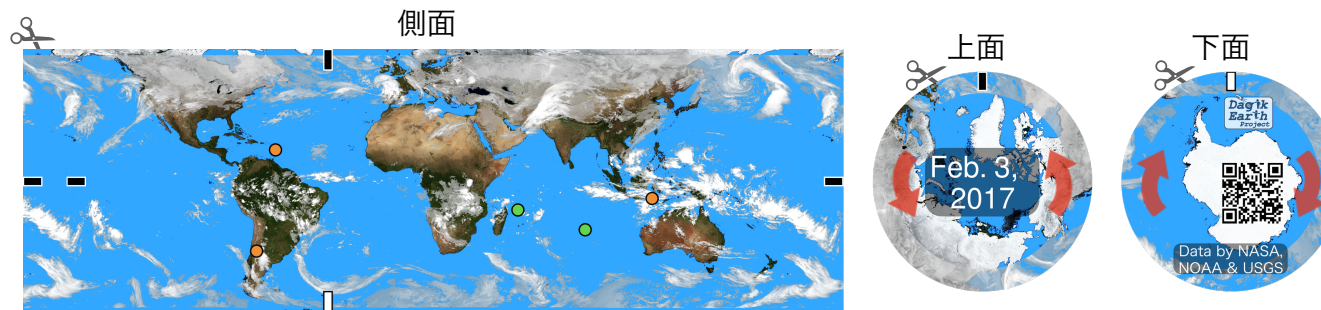 側面
上面
下面
Feb. 3,
2017
Dagik
Earth
Project
Data by NASA,
NOAA & USGS